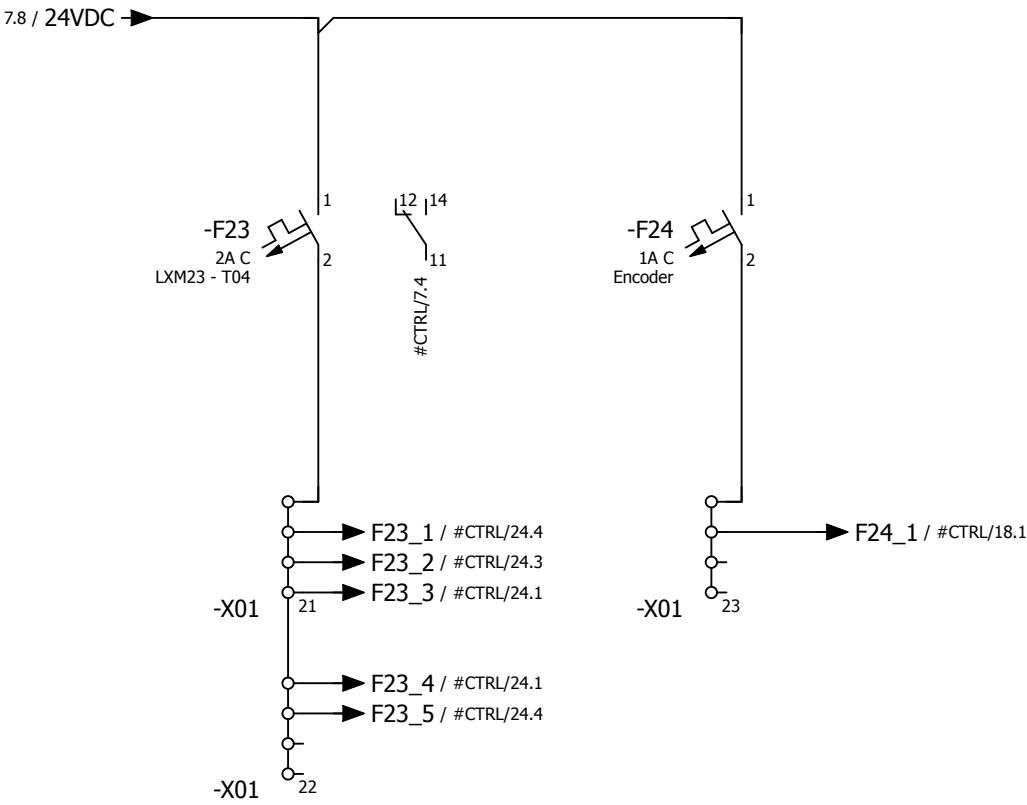 7.8 / 24VDC
1
12 14
1
-F23
2A C
LXM23 - T04
2
11
#CTRL/7.4
-F24
1A C
Encoder
2
F23_1 / #CTRL/24.4
F24_1 / #CTRL/18.1
F23_2 / #CTRL/24.3
F23_3 / #CTRL/24.1
-X01 21
-X01 23
F23_4 / #CTRL/24.1
F23_5 / #CTRL/24.4
-X01 22